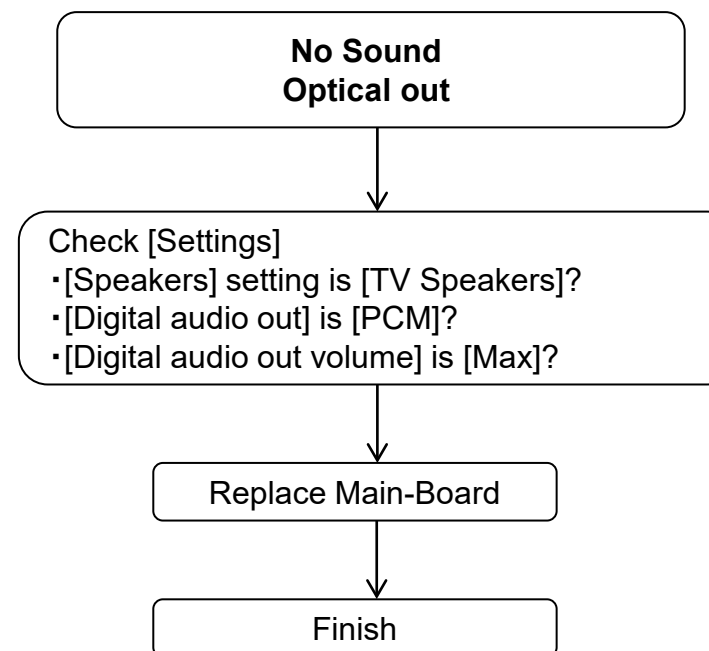 No Sound
Optical out
Check [Settings]
・[Speakers] setting is [TV Speakers]?
・[Digital audio out] is [PCM]?
・[Digital audio out volume] is [Max]?
Replace Main-Board
Finish